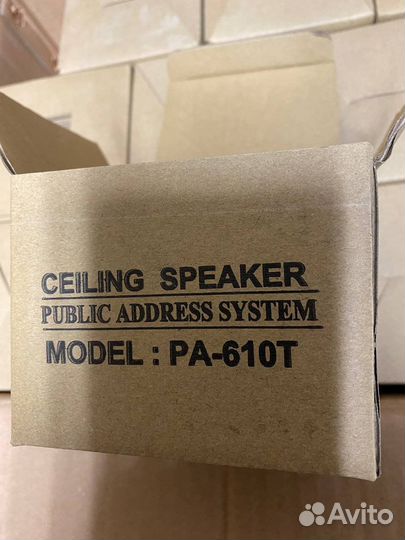 CEILING SPEAKER
PUBLIC ADDRESS SYSTEM
MODEL : PA-610T
Avito